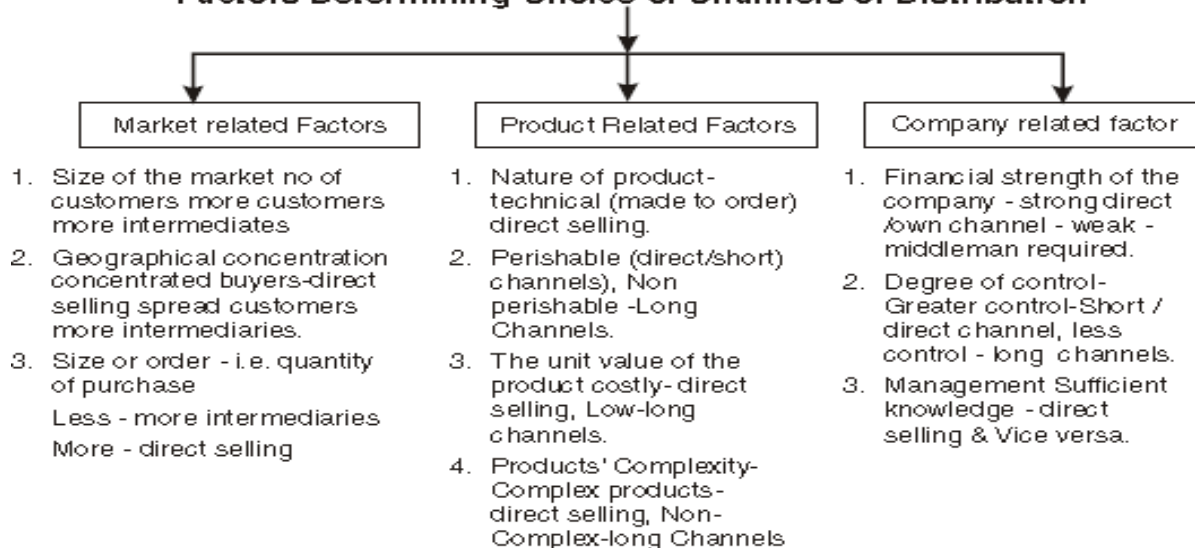 Factors Determining Choice of Channels of Distribution
Market related Factors
1. Size of the market no of
customers more customers
more intermediates
2. Geographical concentration
concentrated buyers-direct
selling spread customers
more intermediaries.
3. Size or order - i.e. quantity
of purchase
Less - more intermediaries
More - direct selling
Product Related Factors
1. Nature of product-
technical (made to order)
direct selling.
2. Perishable (direct/short)
channels), Non
perishable -Long
Channels.
3. The unit value of the
product costly- direct
selling, Low-long
channels.
4. Products' Complexity-
Complex products-
direct selling, Non-
Complex-long Channels
Company related factor
1. Financial strength of the
company - strong direct
/own channel - weak -
middleman required.
2. Degree of control-
Greater control-Short /
direct channel, less
control - long channels.
3. Management Sufficient
knowledge - direct
selling & Vice versa.